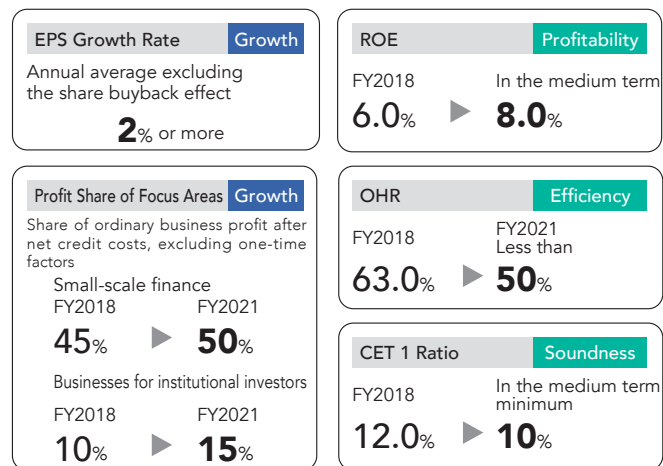 EPS Growth Rate Growth
Annual average excluding
the share buyback effect
2% or more
Profit Share of Focus Areas Growth
Share of ordinary business profit after
net credit costs, excluding one-time
factors
Small-scale finance
FY2018 FY2021
45% ▶ 50%
Businesses for institutional investors
FY2018 FY2021
10% ▶ 15%
ROE Profitability
FY2018 In the medium term
6.0% ▶ 8.0%
OHR Efficiency
FY2018 FY2021
Less than
63.0% ▶ 50%
CET 1 Ratio Soundness
FY2018 In the medium term
minimum
12.0% ▶ 10%